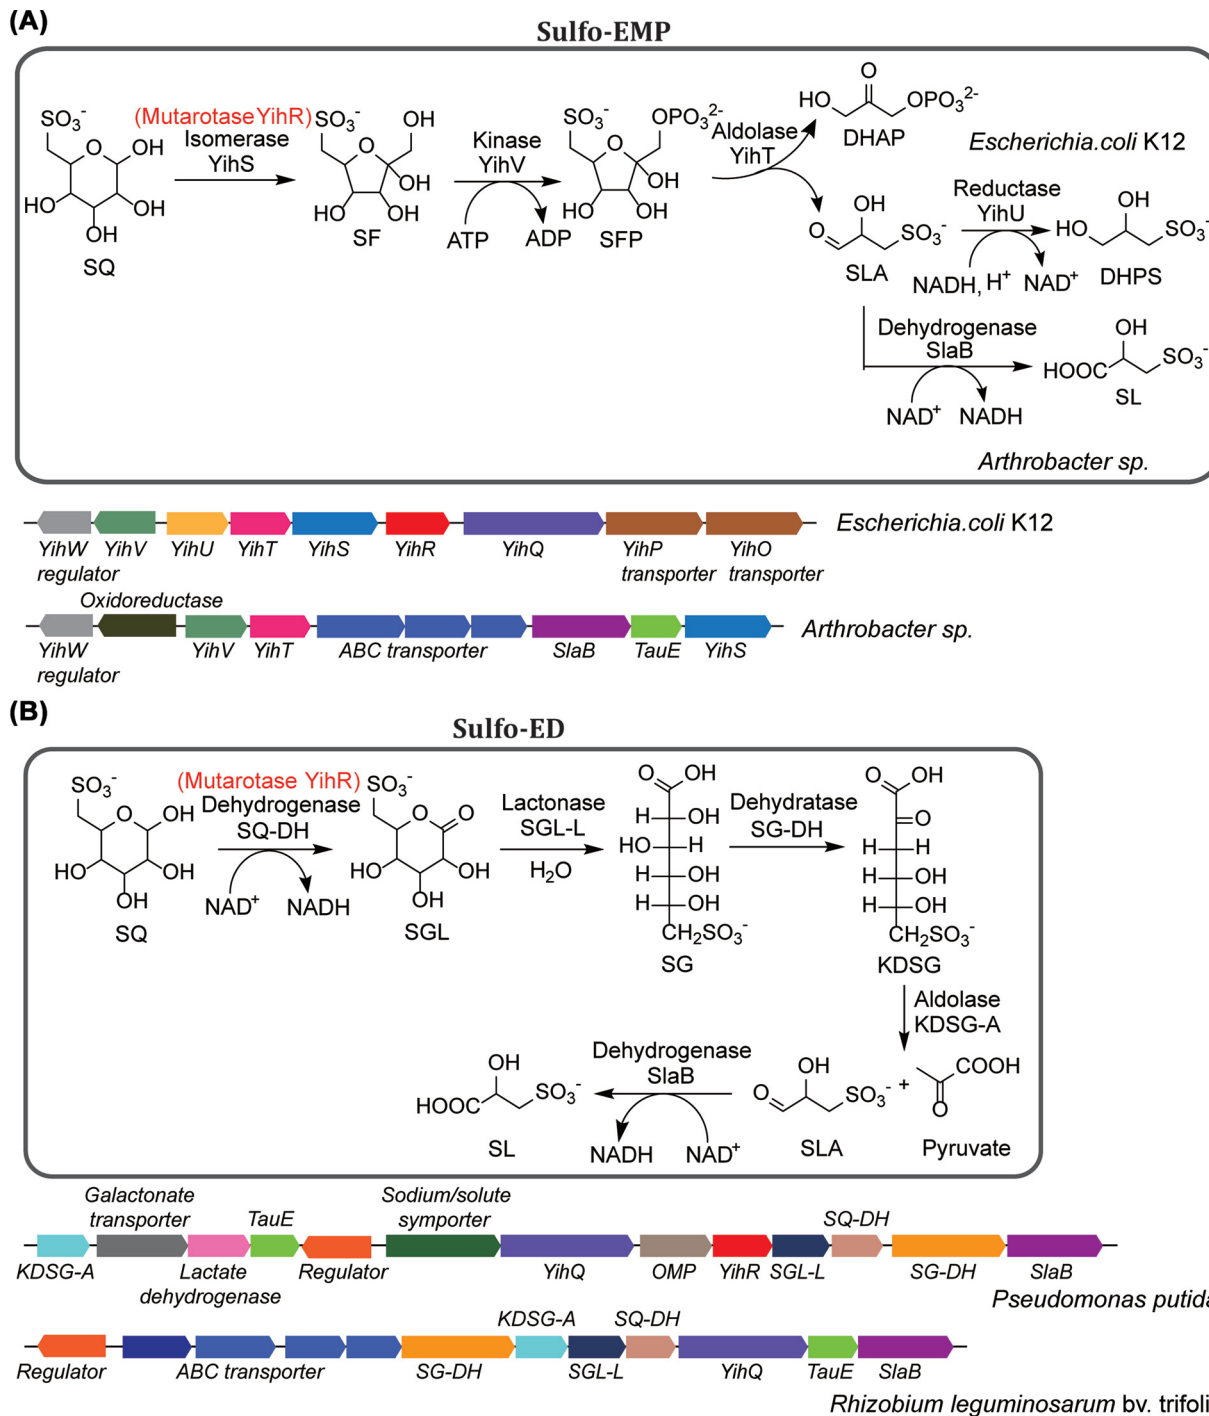 (A)
Sulfo-EMP
SO₃⁻
OH
HO
OH
OH
SQ
(Mutarotase YihR)
Isomerase
YihS
SO₃⁻
OH
O
OH
HO
OH
SF
Kinase
YihV
ATP
ADP
SO₃⁻
OPO₃²⁻
O
OH
HO
OH
SFP
Aldolase
YihT
O
HO
OPO₃²⁻
DHAP
Escherichia.coli K12
OH
O
SO₃⁻
SLA
Reductase
YihU
NADH, H⁺
NAD⁺
OH
HO
SO₃⁻
DHPS
Dehydrogenase
SlaB
NAD⁺
NADH
OH
HOOC
SO₃⁻
SL
Arthrobacter sp.
Escherichia.coli K12
YihW
YihV
YihU
YihT
YihS
YihR
YihQ
YihP
YihO
regulator
transporter
transporter
Oxidoreductase
Arthrobacter sp.
YihW
YihV
YihT
ABC transporter
SlaB
TauE
YihS
regulator
(B)
Sulfo-ED
SO₃⁻
O
OH
HO
OH
OH
SQ
(Mutarotase YihR)
Dehydrogenase
SQ-DH
NAD⁺
NADH
SO₃⁻
O
O
HO
OH
OH
SGL
Lactonase
SGL-L
H₂O
O
OH
H
OH
HO
H
H
OH
H
OH
CH₂SO₃⁻
SG
Dehydratase
SG-DH
O
OH
O
H
H
H
OH
H
OH
CH₂SO₃⁻
KDSG
Aldolase
KDSG-A
OH
HOOC
SO₃⁻
SL
Dehydrogenase
SlaB
NADH
NAD⁺
OH
O
SO₃⁻
SLA
+
COOH
O
Pyruvate
Galactonate
transporter
TauE
Sodium/solute
symporter
SQ-DH
KDSG-A
Lactate
dehydrogenase
Regulator
YihQ
OMP
YihR
SGL-L
SG-DH
SlaB
Pseudomonas putida
KDSG-A
SQ-DH
Regulator
ABC transporter
SG-DH
SGL-L
YihQ
TauE
SlaB
Rhizobium leguminosarum bv. trifoli